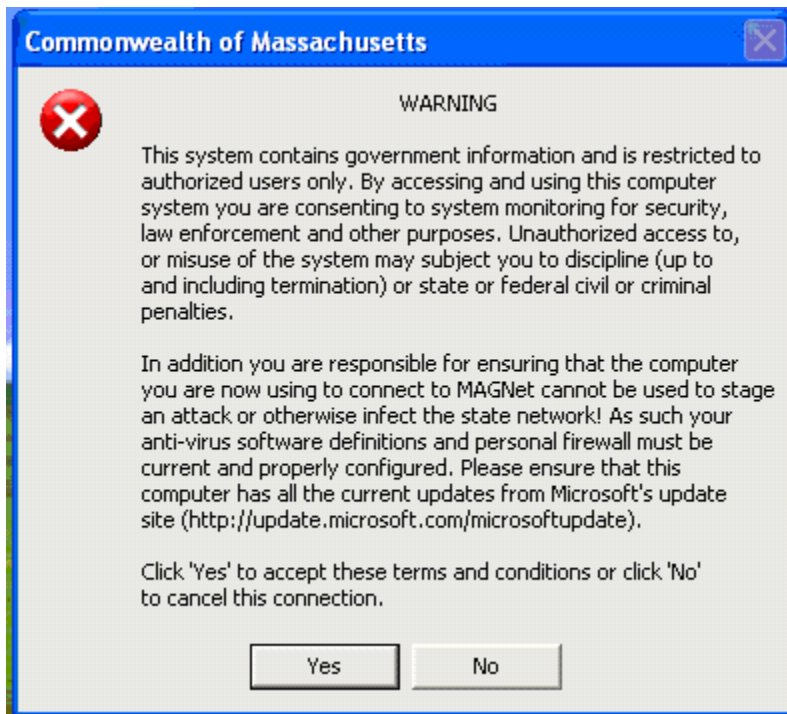 Commonwealth of Massachusetts
WARNING
This system contains government information and is restricted to
authorized users only. By accessing and using this computer
system you are consenting to system monitoring for security,
law enforcement and other purposes. Unauthorized access to,
or misuse of the system may subject you to discipline (up to
and including termination) or state or federal civil or criminal
penalties.
In addition you are responsible for ensuring that the computer
you are now using to connect to MAGNet cannot be used to stage
an attack or otherwise infect the state network! As such your
anti-virus software definitions and personal firewall must be
current and properly configured. Please ensure that this
computer has all the current updates from Microsoft's update
site (http://update.microsoft.com/microsoftupdate).
Click 'Yes' to accept these terms and conditions or click 'No'
to cancel this connection.
Yes No